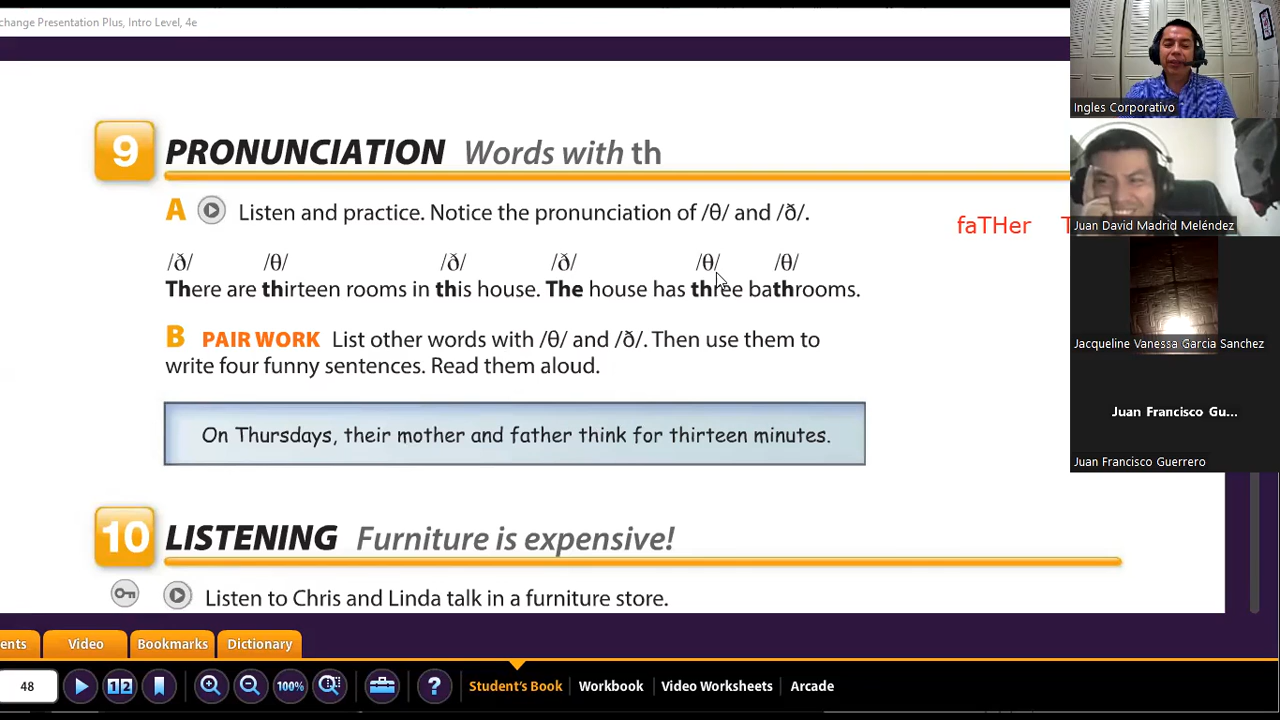 change Presentation Plus, Intro Level, 4e
9 PRONUNCIATION Words with th
A Listen and practice. Notice the pronunciation of /θ/ and /ð/.
faTHer T
/ð/ /θ/ /ð/ /ð/ /θ/ /θ/
There are thirteen rooms in this house. The house has three bathrooms.
B PAIR WORK List other words with /θ/ and /ð/. Then use them to
write four funny sentences. Read them aloud.
On Thursdays, their mother and father think for thirteen minutes.
10 LISTENING Furniture is expensive!
Listen to Chris and Linda talk in a furniture store.
Ingles Corporativo
Juan David Madrid Meléndez
Jacqueline Vanessa Garcia Sanchez
Juan Francisco Gu...
Juan Francisco Guerrero
ents Video Bookmarks Dictionary
48 12 100% ? Student's Book Workbook Video Worksheets Arcade